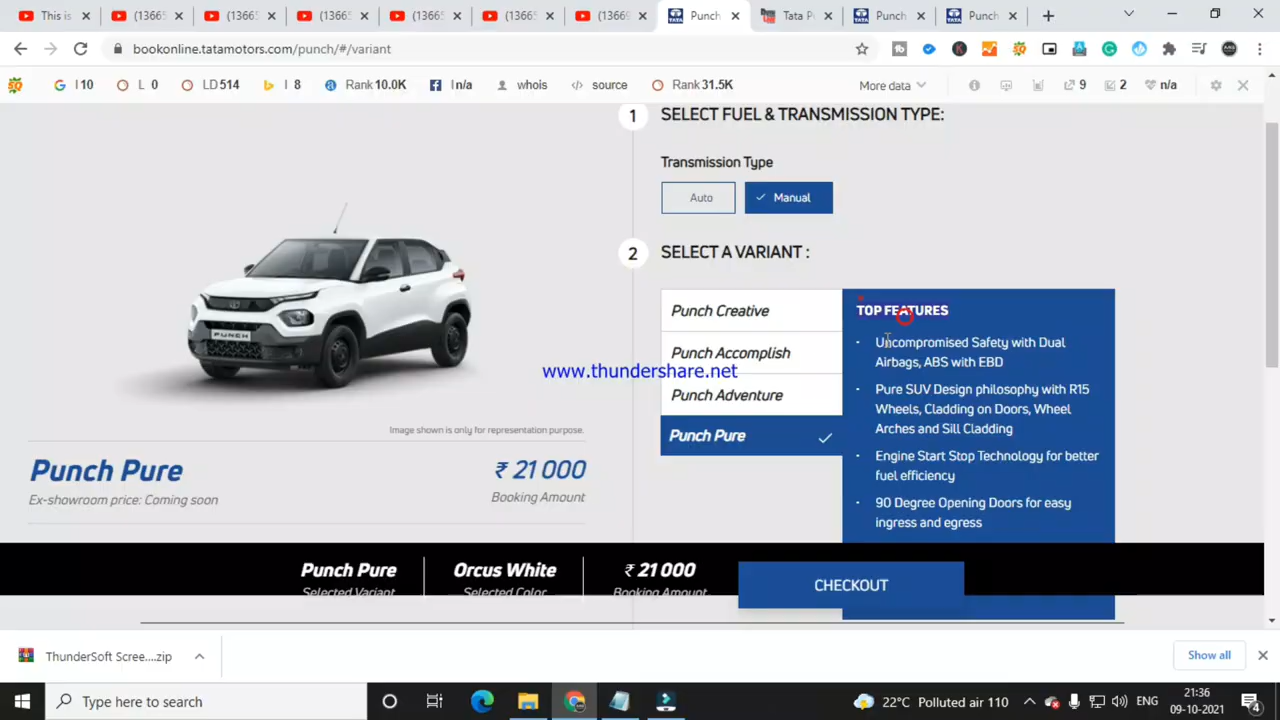 This is
(1366
(1366
(1366
(1366
(1366
(1366
Punch
Tata P
Punch
Punch
bookonline.tatamotors.com/punch/#/variant
I 10
L 0
LD 514
I 8
Rank 10.0K
I n/a
whois
source
Rank 31.5K
More data
9
2
n/a
1
SELECT FUEL & TRANSMISSION TYPE:
Transmission Type
Auto
Manual
2
SELECT A VARIANT :
Punch Creative
Punch Accomplish
Punch Adventure
Punch Pure
TOP FEATURES
· Uncompromised Safety with Dual
Airbags, ABS with EBD
· Pure SUV Design philosophy with R15
Wheels, Cladding on Doors, Wheel
Arches and Sill Cladding
· Engine Start Stop Technology for better
fuel efficiency
· 90 Degree Opening Doors for easy
ingress and egress
PUNCH
www.thundershare.net
Image shown is only for representation purpose.
Punch Pure
₹ 21 000
Ex-showroom price: Coming soon
Booking Amount
Punch Pure
Selected Variant
Orcus White
Selected Color
₹ 21 000
Booking Amount
CHECKOUT
ThunderSoft Scree....zip
Show all
Type here to search
22°C Polluted air 110
ENG
21:36
09-10-2021
4